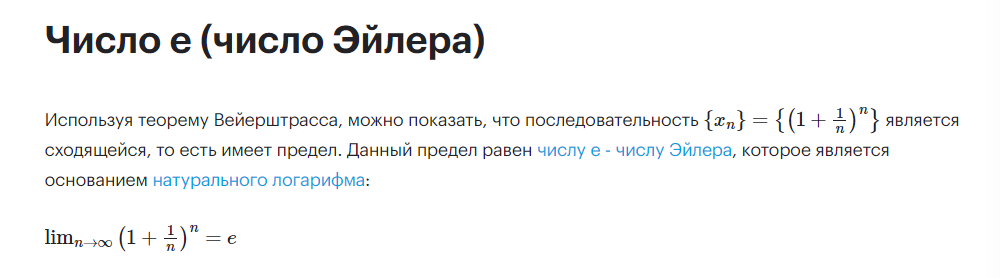 Число e (число Эйлера)
Используя теорему Вейерштрасса, можно показать, что последовательность $\{x_n\} = \{\left(1 + \frac{1}{n}\right)^n\}$ является
сходящейся, то есть имеет предел. Данный предел равен числу e - числу Эйлера, которое является
основанием натурального логарифма:
$\lim_{n \to \infty} \left(1 + \frac{1}{n}\right)^n = e$